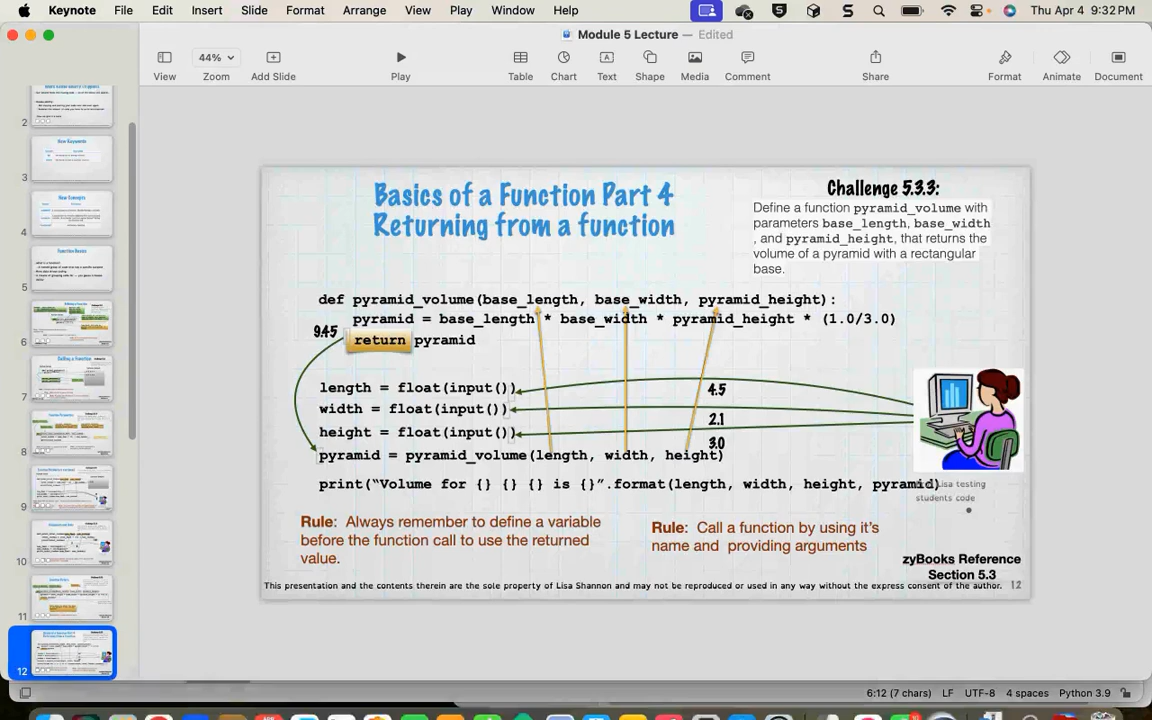 Keynote File Edit Insert Slide Format Arrange View Play Window Help Thu Apr 4 9:32 PM
Module 5 Lecture — Edited
44%
View Zoom Add Slide Play Table Chart Text Shape Media Comment Share Format Animate Document
2
3
4
5
6
7
8
9
10
11
12
Basics of a Function Part 4
Returning from a function
Challenge 5.3.3:
Define a function pyramid_volume with
parameters base_length, base_width
, and pyramid_height, that returns the
volume of a pyramid with a rectangular
base.
def pyramid_volume(base_length, base_width, pyramid_height):
pyramid = base_length * base_width * pyramid_height * (1.0/3.0)
9.45
return pyramid
length = float(input())
4.5
width = float(input())
2.1
height = float(input())
3.0
pyramid = pyramid_volume(length, width, height)
print(“Volume for {} {} {} is {}”.format(length, width, height, pyramid)
Lisa testing
students code
Rule: Always remember to define a variable
before the function call to use the returned
value.
Rule: Call a function by using it’s
name and providing arguments
zyBooks Reference
Section 5.3
This presentation and the contents therein are the sole property of Lisa Shannon and may not be reproduced or used in any way without the express consent of the author. 12
6:12 (7 chars) LF UTF-8 4 spaces Python 3.9